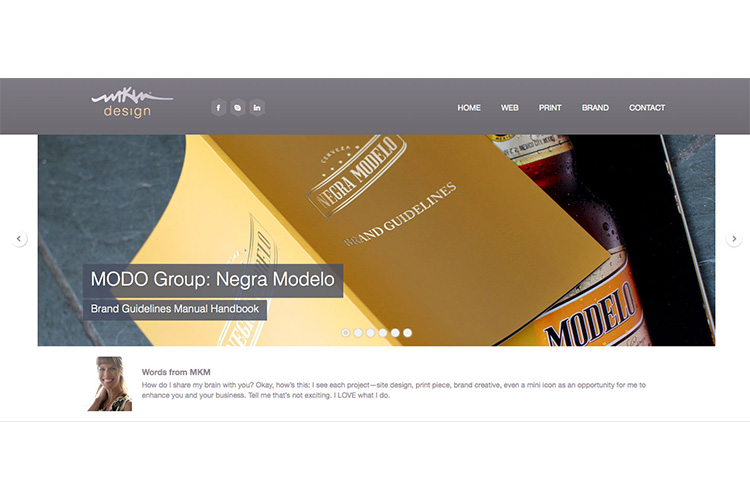 MKM
design
f
S
in
HOME WEB PRINT BRAND CONTACT
CERVEZA
NEGRA MODELO
BRAND GUIDELINES
MODELO
MODELO
MODO Group: Negra Modelo
Brand Guidelines Manual Handbook
Words from MKM
How do I share my brain with you? Okay, how's this: I see each project—site design, print piece, brand creative, even a mini icon as an opportunity for me to
enhance you and your business. Tell me that's not exciting. I LOVE what I do.